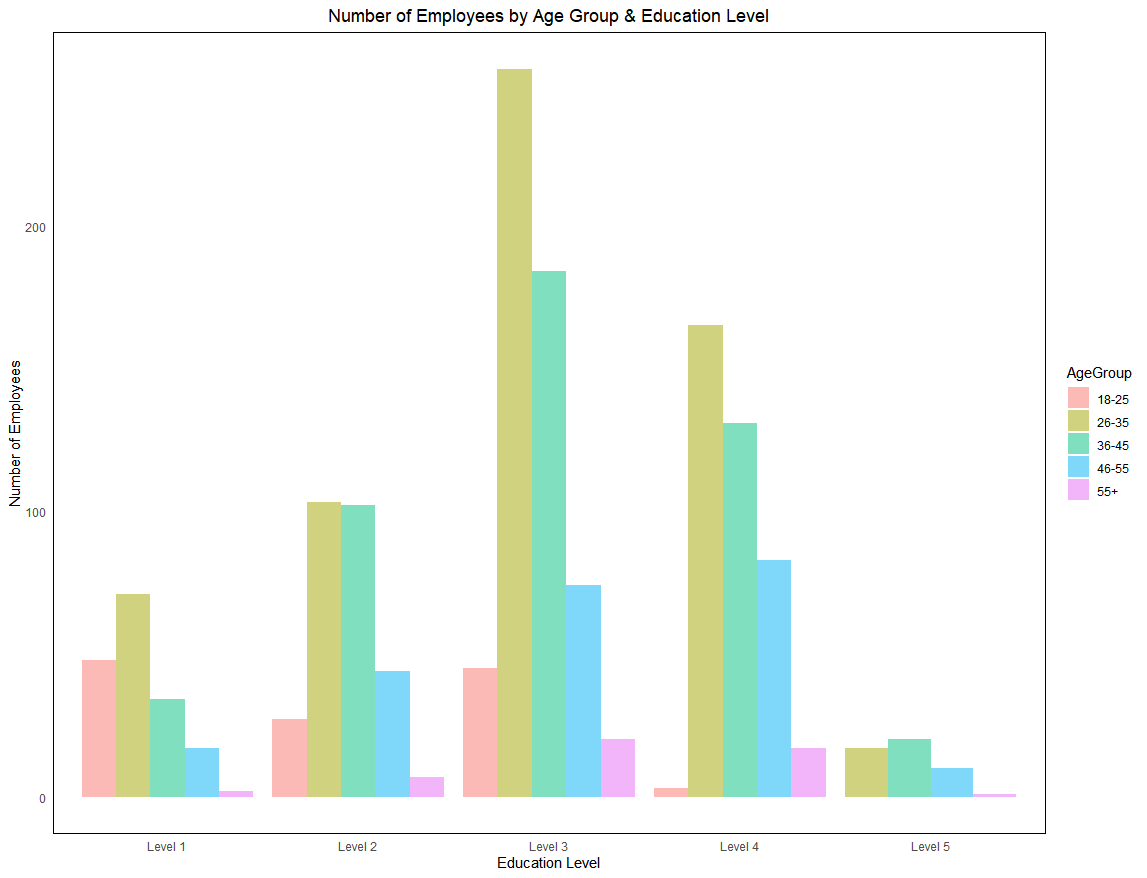 Number of Employees by Age Group & Education Level
Number of Employees
200
100
0
Level 1
Level 2
Level 3
Level 4
Level 5
Education Level
AgeGroup
18-25
26-35
36-45
46-55
55+